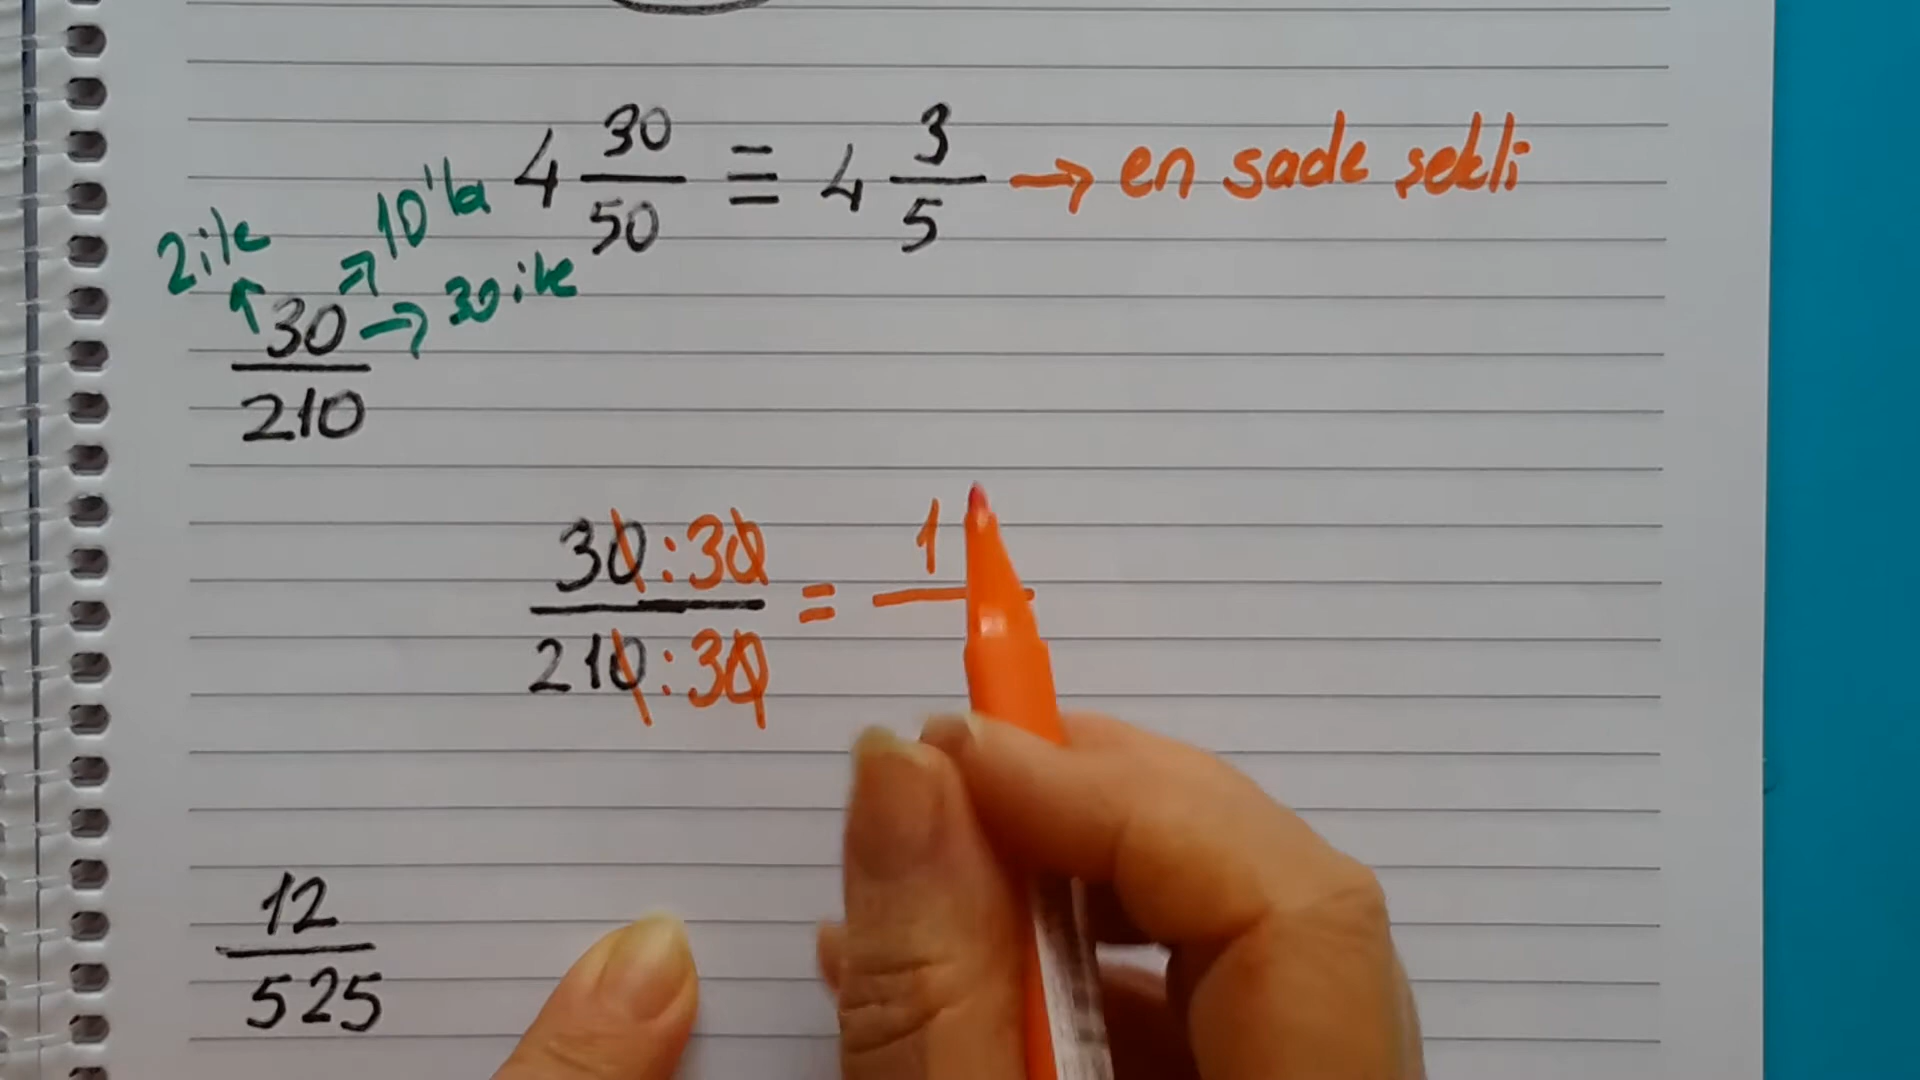 4 30/50 ≡ 4 3/5 → en sade şekli
2 ile
10'la
30 ile
30/210
30:30/210:30 = 1
12/525